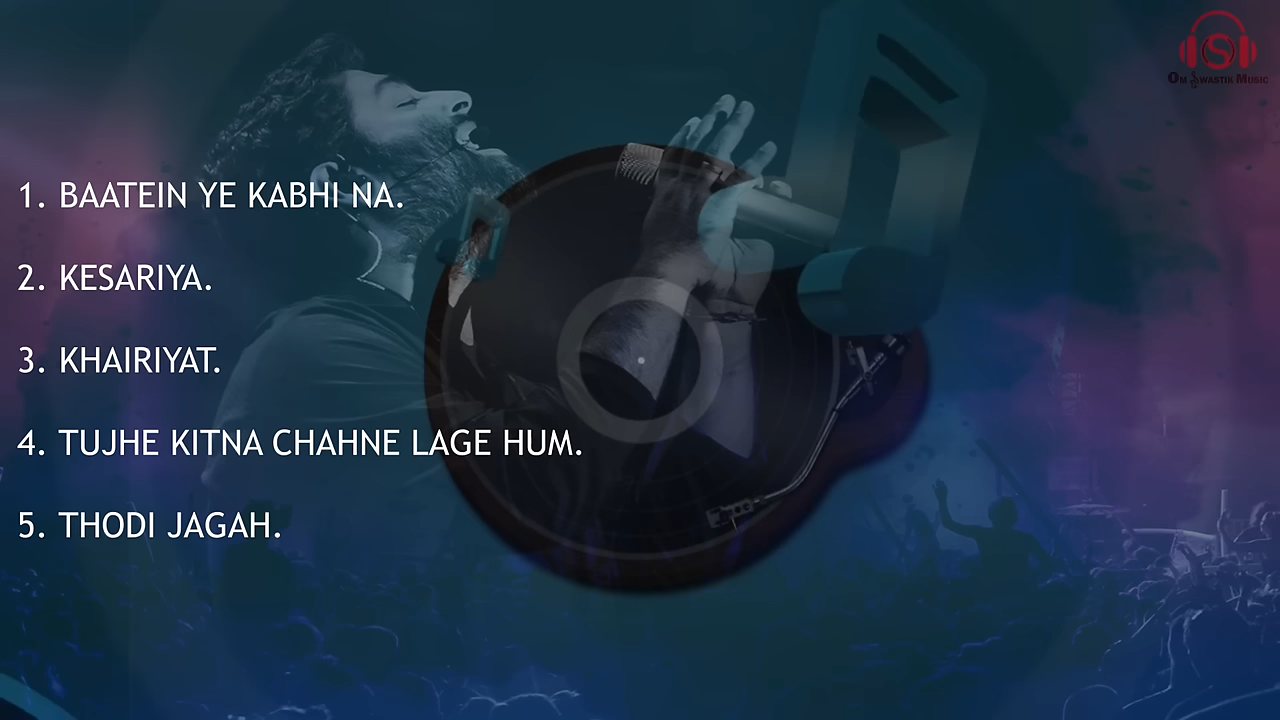 Om Swastik Music
1. BAATEIN YE KABHI NA.
2. KESARIYA.
3. KHAIRIYAT.
4. TUJHE KITNA CHAHNE LAGE HUM.
5. THODI JAGAH.